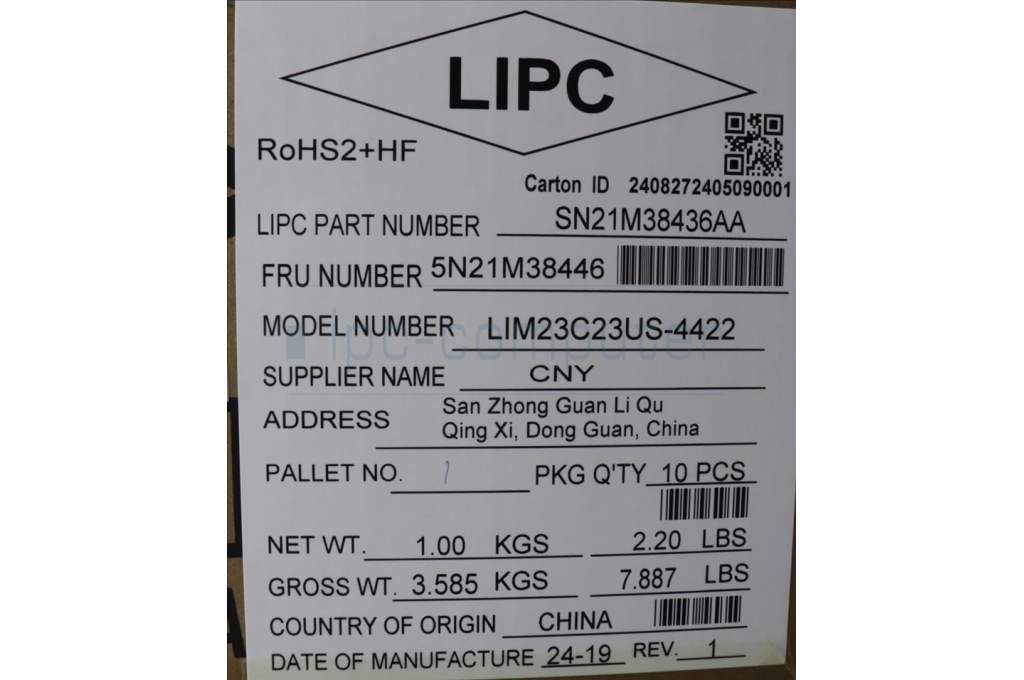 LIPC
RoHS2+HF
Carton ID 2408272405090001
LIPC PART NUMBER SN21M38436AA
FRU NUMBER 5N21M38446
MODEL NUMBER LIM23C23US-4422
ipc-computer
SUPPLIER NAME CNY
ADDRESS San Zhong Guan Li Qu
Qing Xi, Dong Guan, China
PALLET NO. 1 PKG Q'TY 10 PCS
NET WT. 1.00 KGS 2.20 LBS
GROSS WT. 3.585 KGS 7.887 LBS
COUNTRY OF ORIGIN CHINA
DATE OF MANUFACTURE 24-19 REV. 1